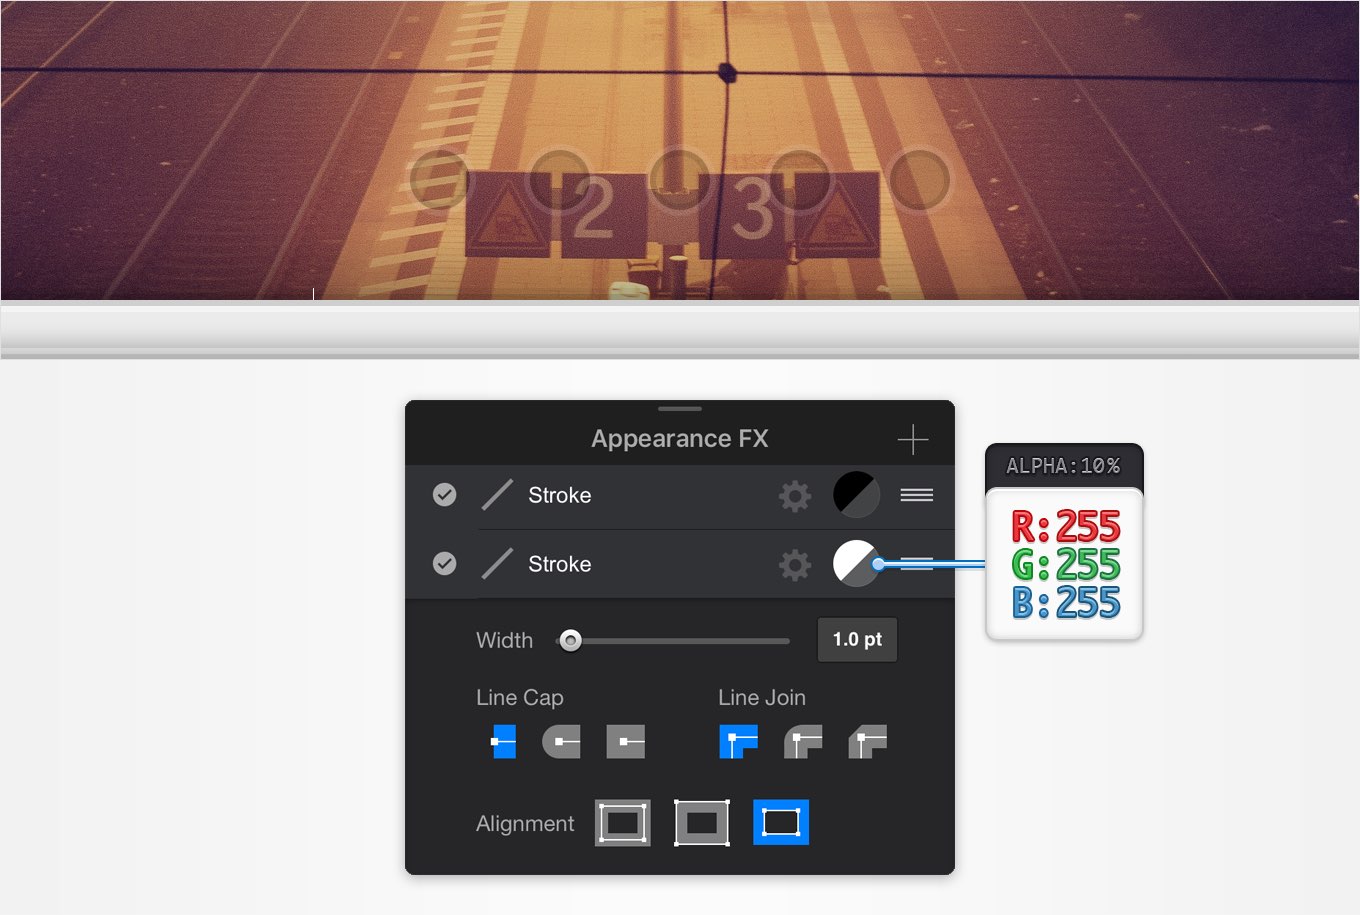 2 3
Appearance FX
Stroke
Stroke
Width 1.0 pt
Line Cap Line Join
Alignment
ALPHA:10%
R:255
G:255
B:255